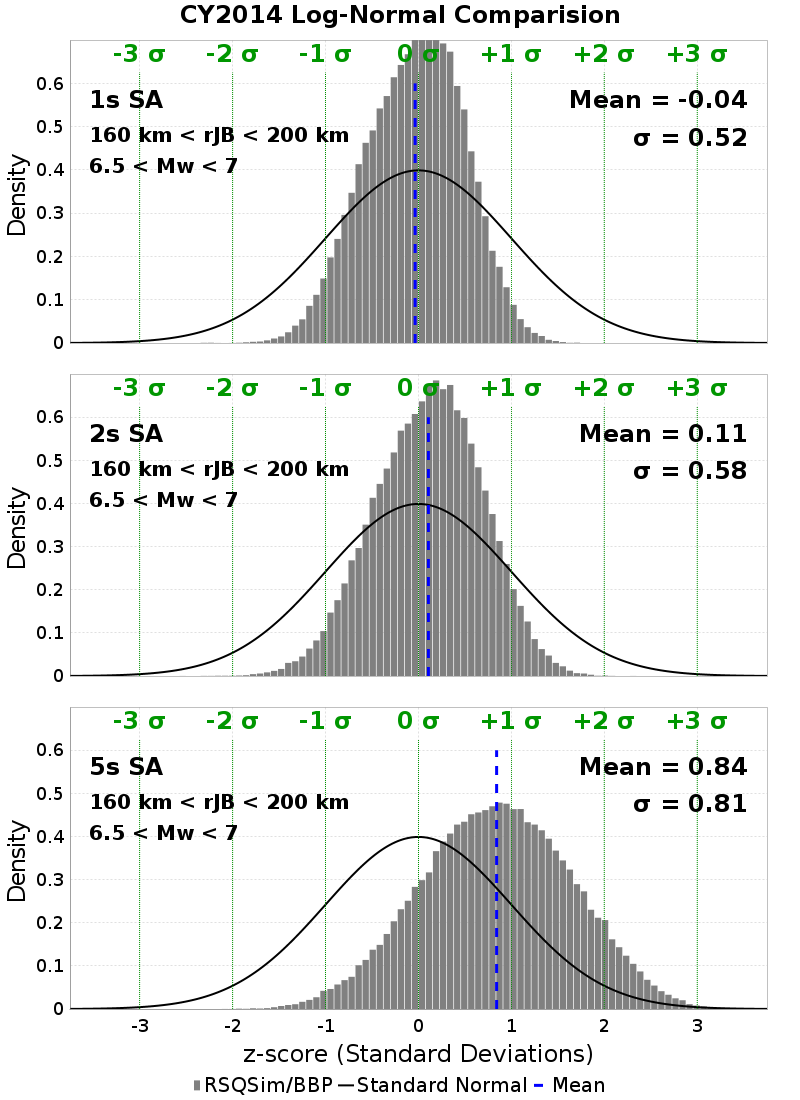 CY2014 Log-Normal Comparision
-3 σ -2 σ -1 σ 0 σ +1 σ +2 σ +3 σ
0.6
1s SA Mean = -0.04
0.5
160 km < rJB < 200 km σ = 0.52
6.5 < Mw < 7
0.4
0.3
0.2
0.1
0
Density
-3 σ -2 σ -1 σ 0 σ +1 σ +2 σ +3 σ
0.6
2s SA Mean = 0.11
0.5
160 km < rJB < 200 km σ = 0.58
6.5 < Mw < 7
0.4
0.3
0.2
0.1
0
Density
-3 σ -2 σ -1 σ 0 σ +1 σ +2 σ +3 σ
0.6
5s SA Mean = 0.84
0.5
160 km < rJB < 200 km σ = 0.81
6.5 < Mw < 7
0.4
0.3
0.2
0.1
0
Density
-3 -2 -1 0 1 2 3
z-score (Standard Deviations)
RSQSim/BBP Standard Normal Mean